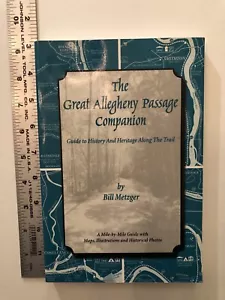 The
Great Allegheny Passage
Companion
Guide to History And Heritage Along The Trail
by
Bill Metzger
A Mile-by-Mile Guide with
Maps, Illustrations and Historical Photos